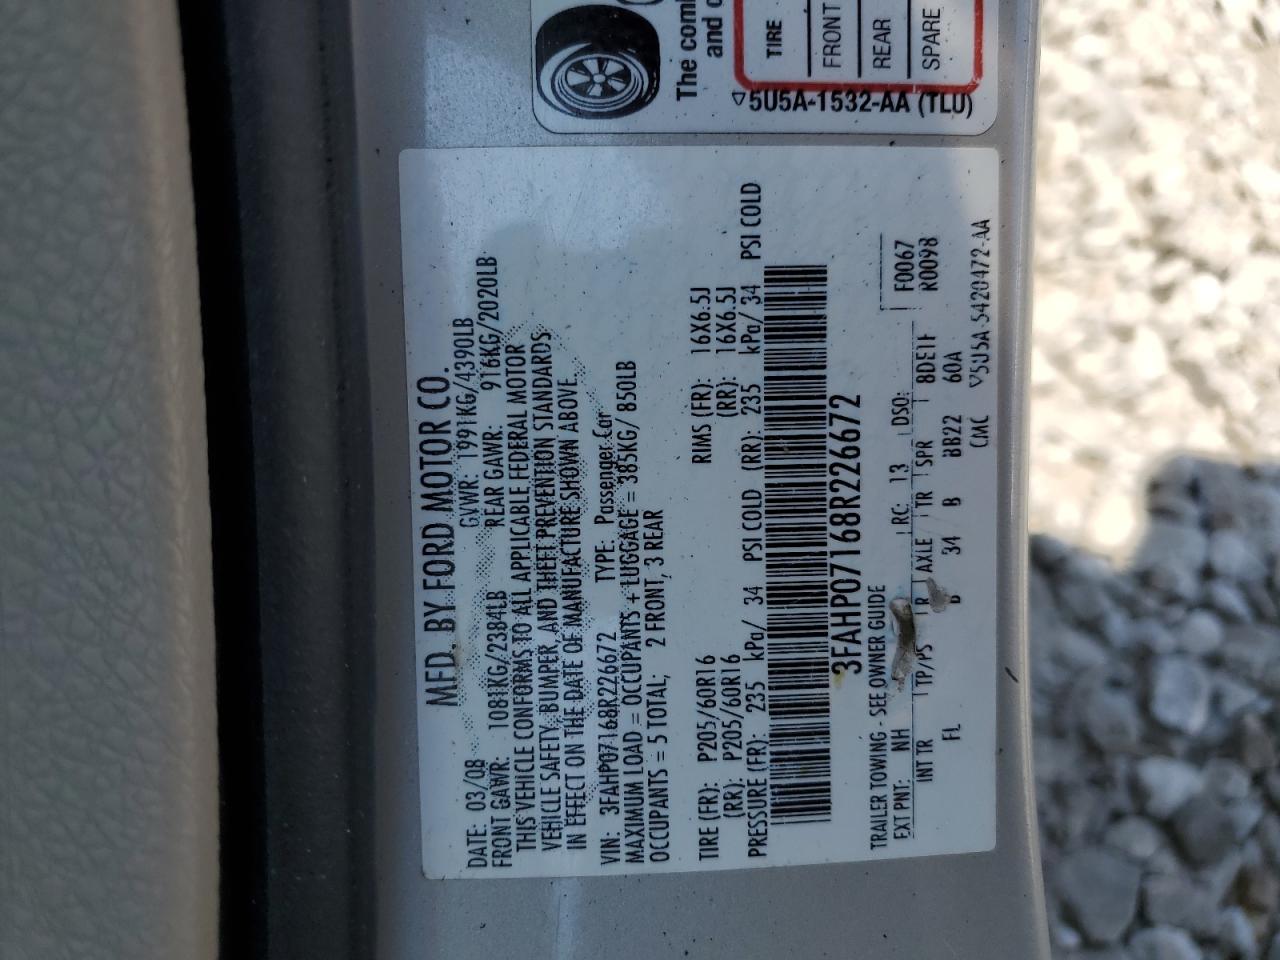 MFD. BY FORD MOTOR CO.
DATE: 03/08 GVWR: 1991KG/4390LB
FRONT GAWR: 1081KG/2384LB REAR GAWR: 916KG/2020LB
THIS VEHICLE CONFORMS TO ALL APPLICABLE FEDERAL MOTOR
VEHICLE SAFETY, BUMPER, AND THEFT PREVENTION STANDARDS
IN EFFECT ON THE DATE OF MANUFACTURE SHOWN ABOVE.
VIN: 3FAHP07168R226672 TYPE: Passenger Car
MAXIMUM LOAD = OCCUPANTS + LUGGAGE = 385KG/ 850LB
OCCUPANTS = 5 TOTAL; 2 FRONT, 3 REAR
TIRE (FR): P205/60R16 RIMS (FR): 16X6.5J
(RR): P205/60R16 (RR): 16X6.5J
PRESSURE (FR): 235 kPa/ 34 PSI COLD (RR): 235 kPa/ 34 PSI COLD
3FAHP07168R226672
TRAILER TOWING - SEE OWNER GUIDE
EXT PNT: NH RC: 13 DSO: F0067
INT TR TP/PS R AXLE TR SPR 8DE1F R0098
FL B 34 B BB22 60A
CMC ▽5U5A-5420472-AA
The comb
and o
TIRE
FRONT
REAR
SPARE
▽5U5A-1532-AA (TLU)